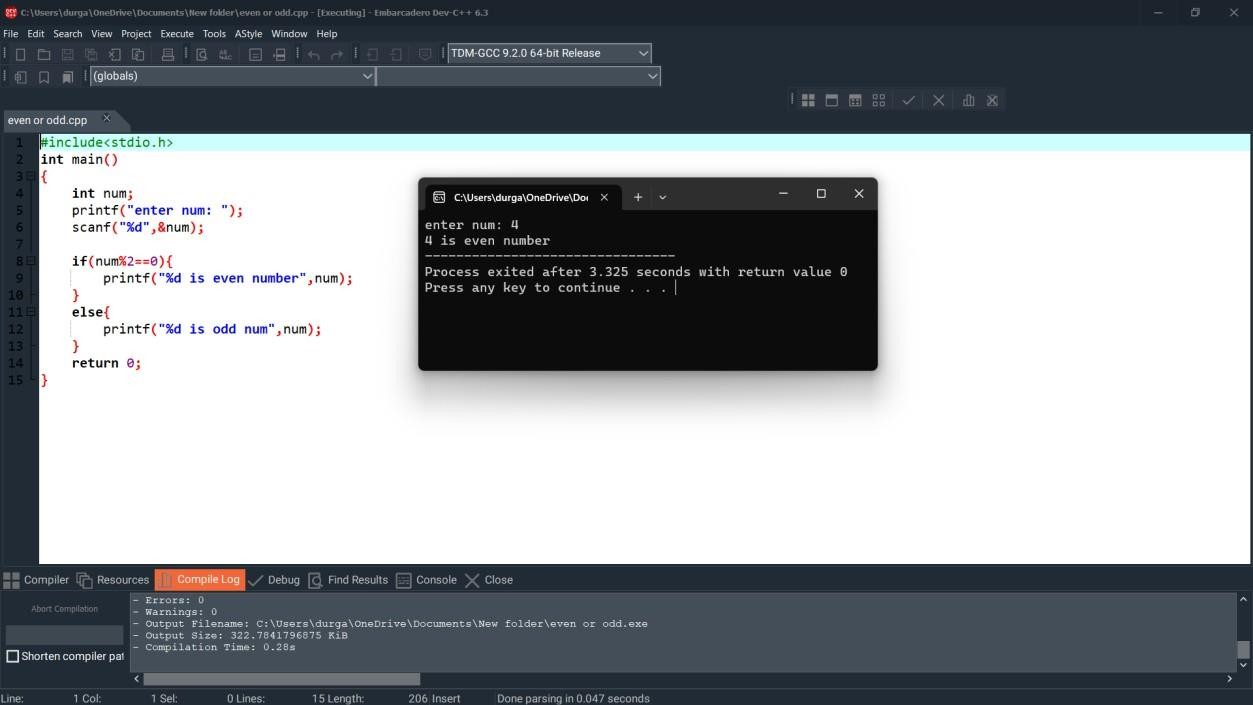 C:\Users\durga\OneDrive\Documents\New folder\even or odd.cpp - [Executing] - Embarcadero Dev-C++ 6.3
File Edit Search View Project Execute Tools AStyle Window Help
TDM-GCC 9.2.0 64-bit Release
(globals)
even or odd.cpp
1 #include<stdio.h>
2 int main()
3 {
4 int num;
5 printf("enter num: ");
6 scanf("%d",&num);
7
8 if(num%2==0){
9 printf("%d is even number",num);
10 }
11 else{
12 printf("%d is odd num",num);
13 }
14 return 0;
15 }
C:\Users\durga\OneDrive\Do
enter num: 4
4 is even number
--------------------------------
Process exited after 3.325 seconds with return value 0
Press any key to continue . . .
Compiler Resources Compile Log Debug Find Results Console Close
Abort Compilation
Shorten compiler pat
- Errors: 0
- Warnings: 0
- Output Filename: C:\Users\durga\OneDrive\Documents\New folder\even or odd.exe
- Output Size: 322.7841796875 KiB
- Compilation Time: 0.28s
Line: 1 Col: 1 Sel: 0 Lines: 15 Length: 206 Insert Done parsing in 0.047 seconds